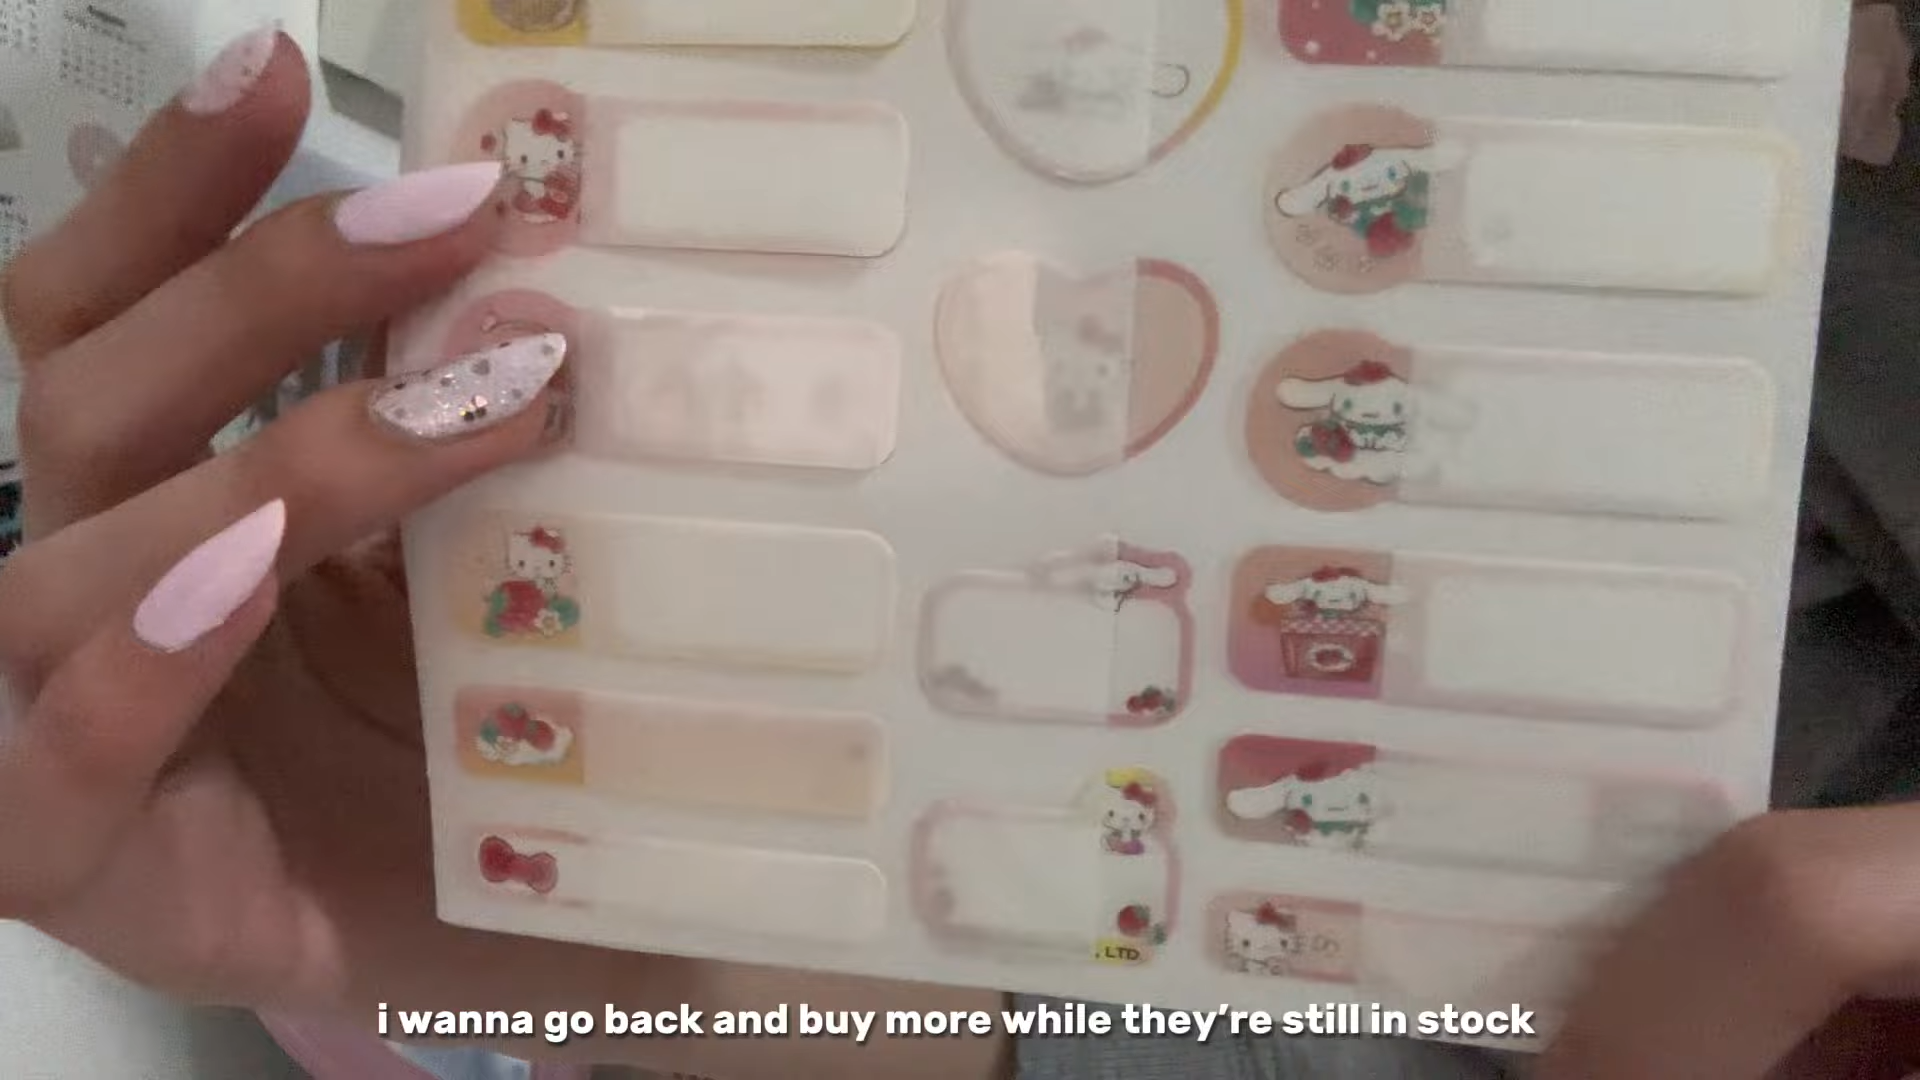 . LTD
i wanna go back and buy more while they're still in stock